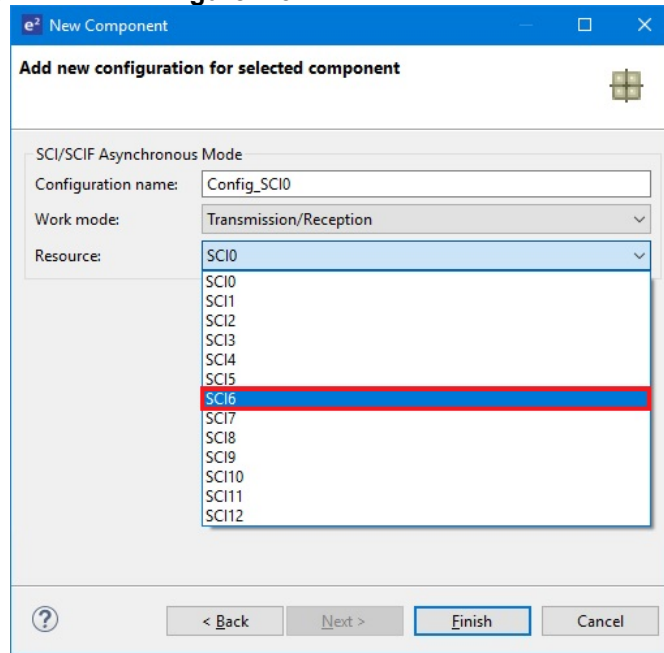 e² New Component
Add new configuration for selected component
SCI/SCIF Asynchronous Mode
Configuration name: Config_SCI0
Work mode: Transmission/Reception
Resource: SCI0
SCI0
SCI1
SCI2
SCI3
SCI4
SCI5
SCI6
SCI7
SCI8
SCI9
SCI10
SCI11
SCI12
? < Back Next > Finish Cancel